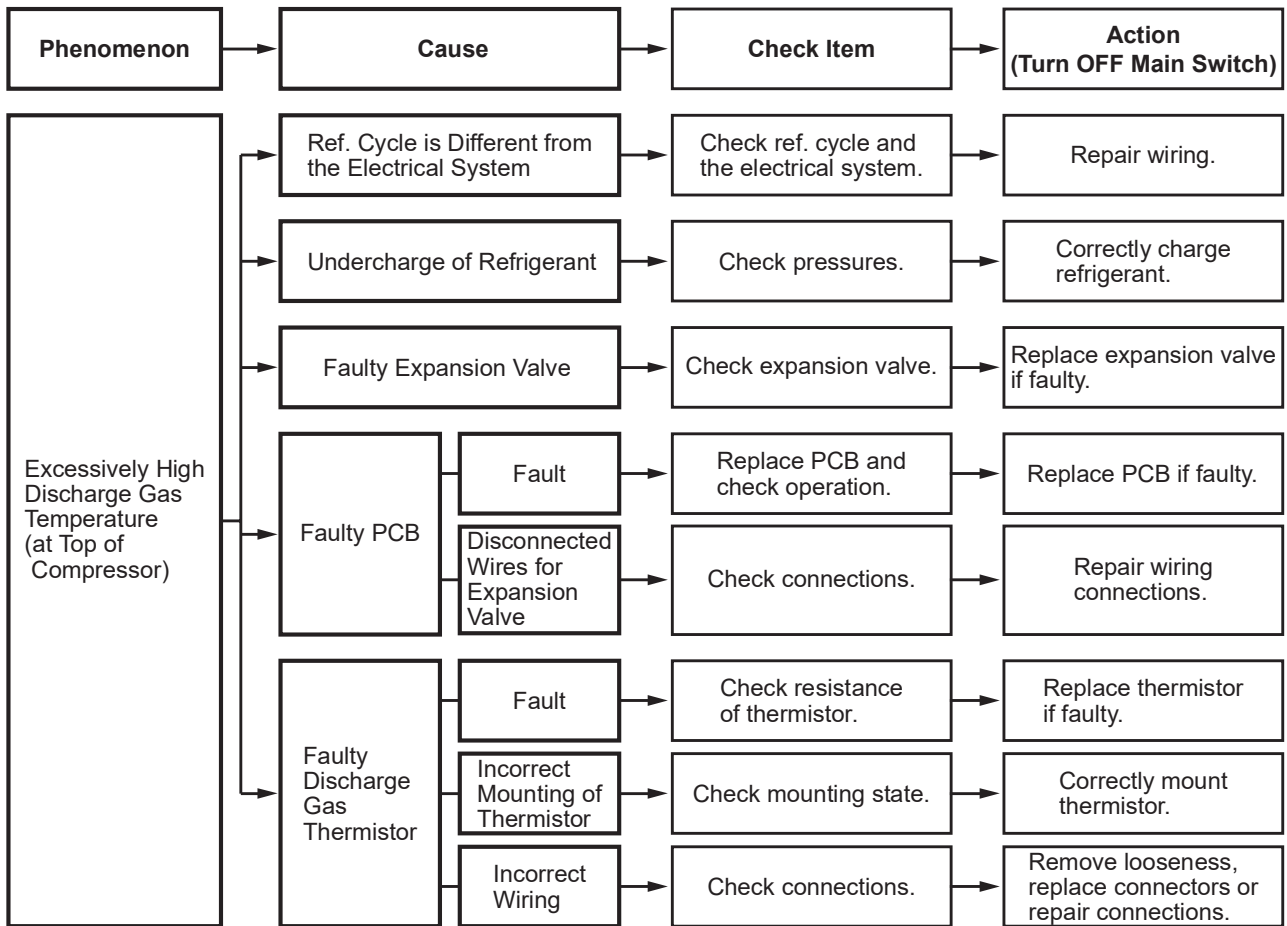 Phenomenon
Cause
Check Item
Action
(Turn OFF Main Switch)
Excessively High
Discharge Gas
Temperature
(at Top of
Compressor)
Ref. Cycle is Different from
the Electrical System
Check ref. cycle and
the electrical system.
Repair wiring.
Undercharge of Refrigerant
Check pressures.
Correctly charge
refrigerant.
Faulty Expansion Valve
Check expansion valve.
Replace expansion valve
if faulty.
Faulty PCB
Fault
Replace PCB and
check operation.
Replace PCB if faulty.
Disconnected
Wires for
Expansion
Valve
Check connections.
Repair wiring
connections.
Faulty
Discharge
Gas
Thermistor
Fault
Check resistance
of thermistor.
Replace thermistor
if faulty.
Incorrect
Mounting of
Thermistor
Check mounting state.
Correctly mount
thermistor.
Incorrect
Wiring
Check connections.
Remove looseness,
replace connectors or
repair connections.